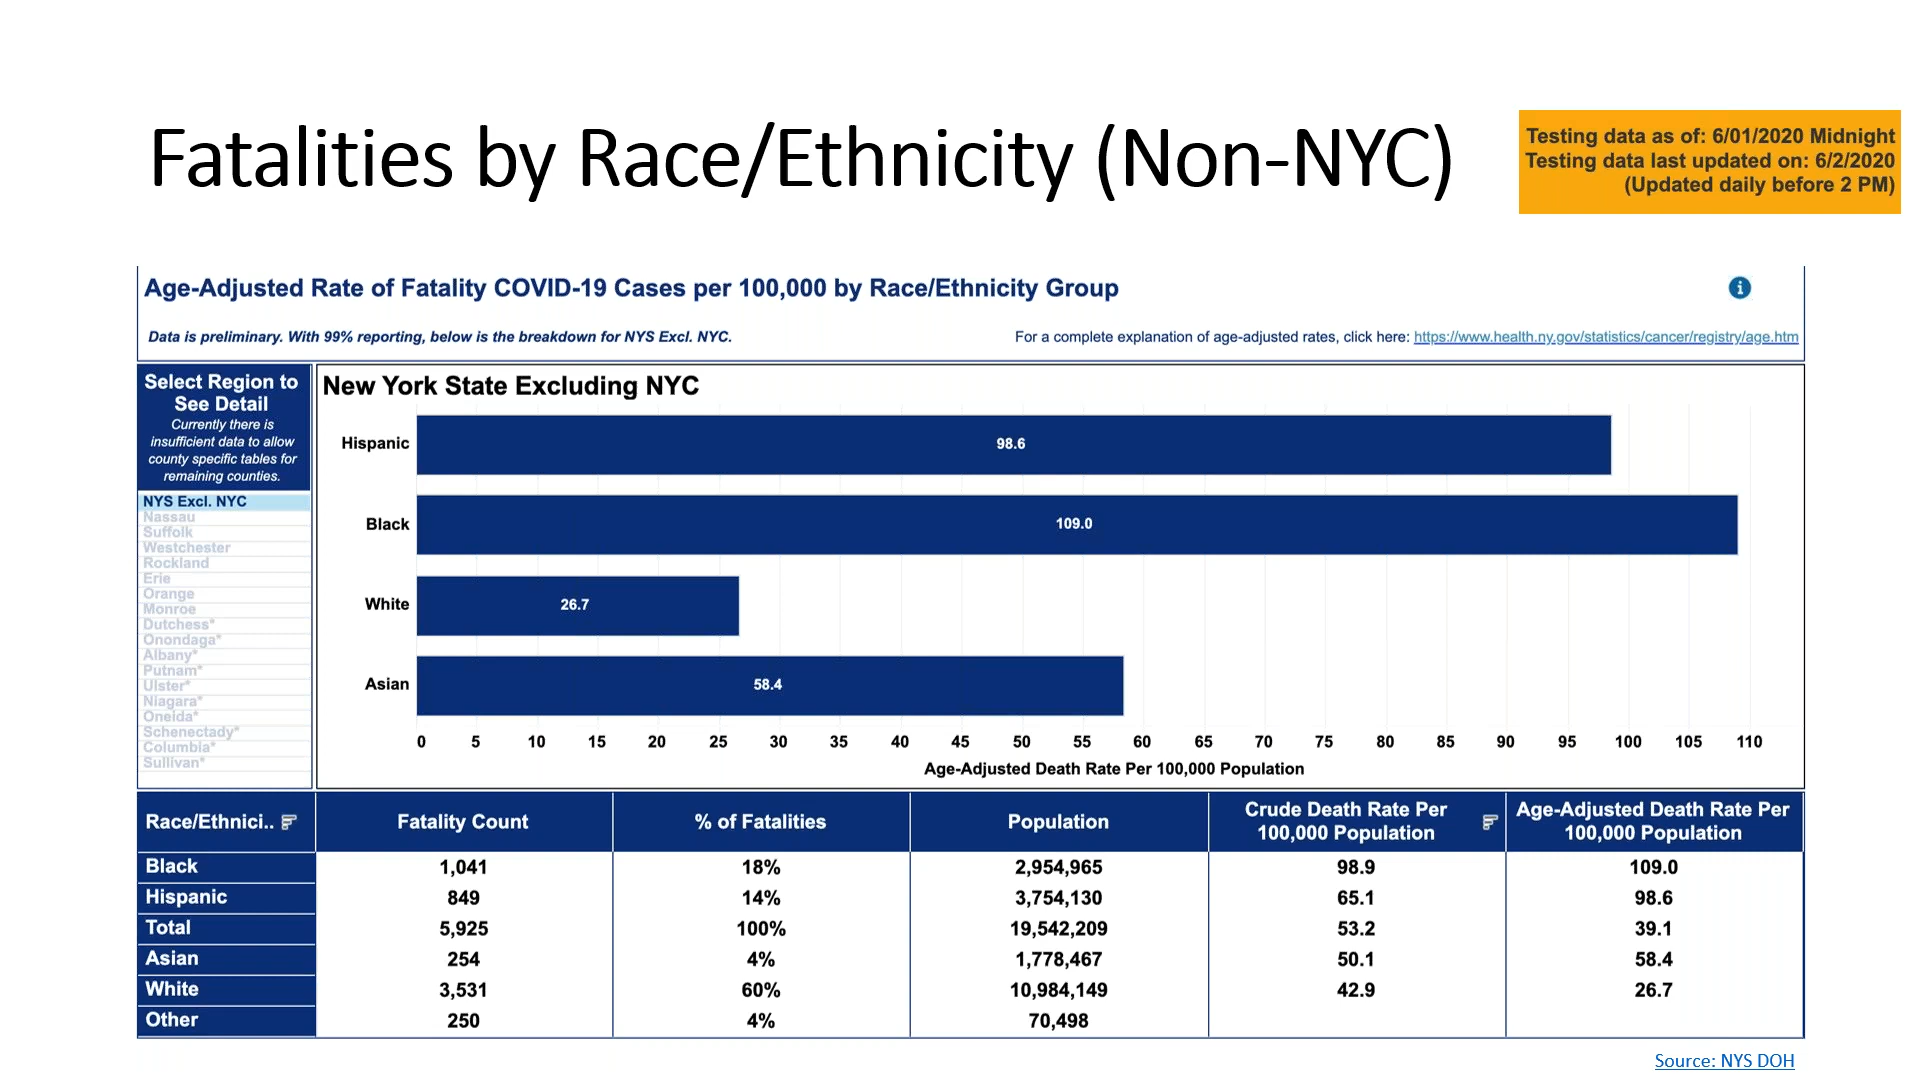 Fatalities by Race/Ethnicity (Non-NYC)
Testing data as of: 6/01/2020 Midnight
Testing data last updated on: 6/2/2020
(Updated daily before 2 PM)
Age-Adjusted Rate of Fatality COVID-19 Cases per 100,000 by Race/Ethnicity Group
i
Data is preliminary. With 99% reporting, below is the breakdown for NYS Excl. NYC.
For a complete explanation of age-adjusted rates, click here: https://www.health.ny.gov/statistics/cancer/registry/age.htm
Select Region to
See Detail
Currently there is
insufficient data to allow
county specific tables for
remaining counties.
NYS Excl. NYC
Nassau
Suffolk
Westchester
Rockland
Erie
Orange
Monroe
Dutchess*
Onondaga*
Albany*
Putnam*
Ulster*
Niagara*
Oneida*
Schenectady*
Columbia*
Sullivan*
New York State Excluding NYC
Hispanic 98.6
Black 109.0
White 26.7
Asian 58.4
0 5 10 15 20 25 30 35 40 45 50 55 60 65 70 75 80 85 90 95 100 105 110
Age-Adjusted Death Rate Per 100,000 Population
Race/Ethnici.. Fatality Count % of Fatalities Population Crude Death Rate Per 100,000 Population Age-Adjusted Death Rate Per 100,000 Population
Black 1,041 18% 2,954,965 98.9 109.0
Hispanic 849 14% 3,754,130 65.1 98.6
Total 5,925 100% 19,542,209 53.2 39.1
Asian 254 4% 1,778,467 50.1 58.4
White 3,531 60% 10,984,149 42.9 26.7
Other 250 4% 70,498
Source: NYS DOH